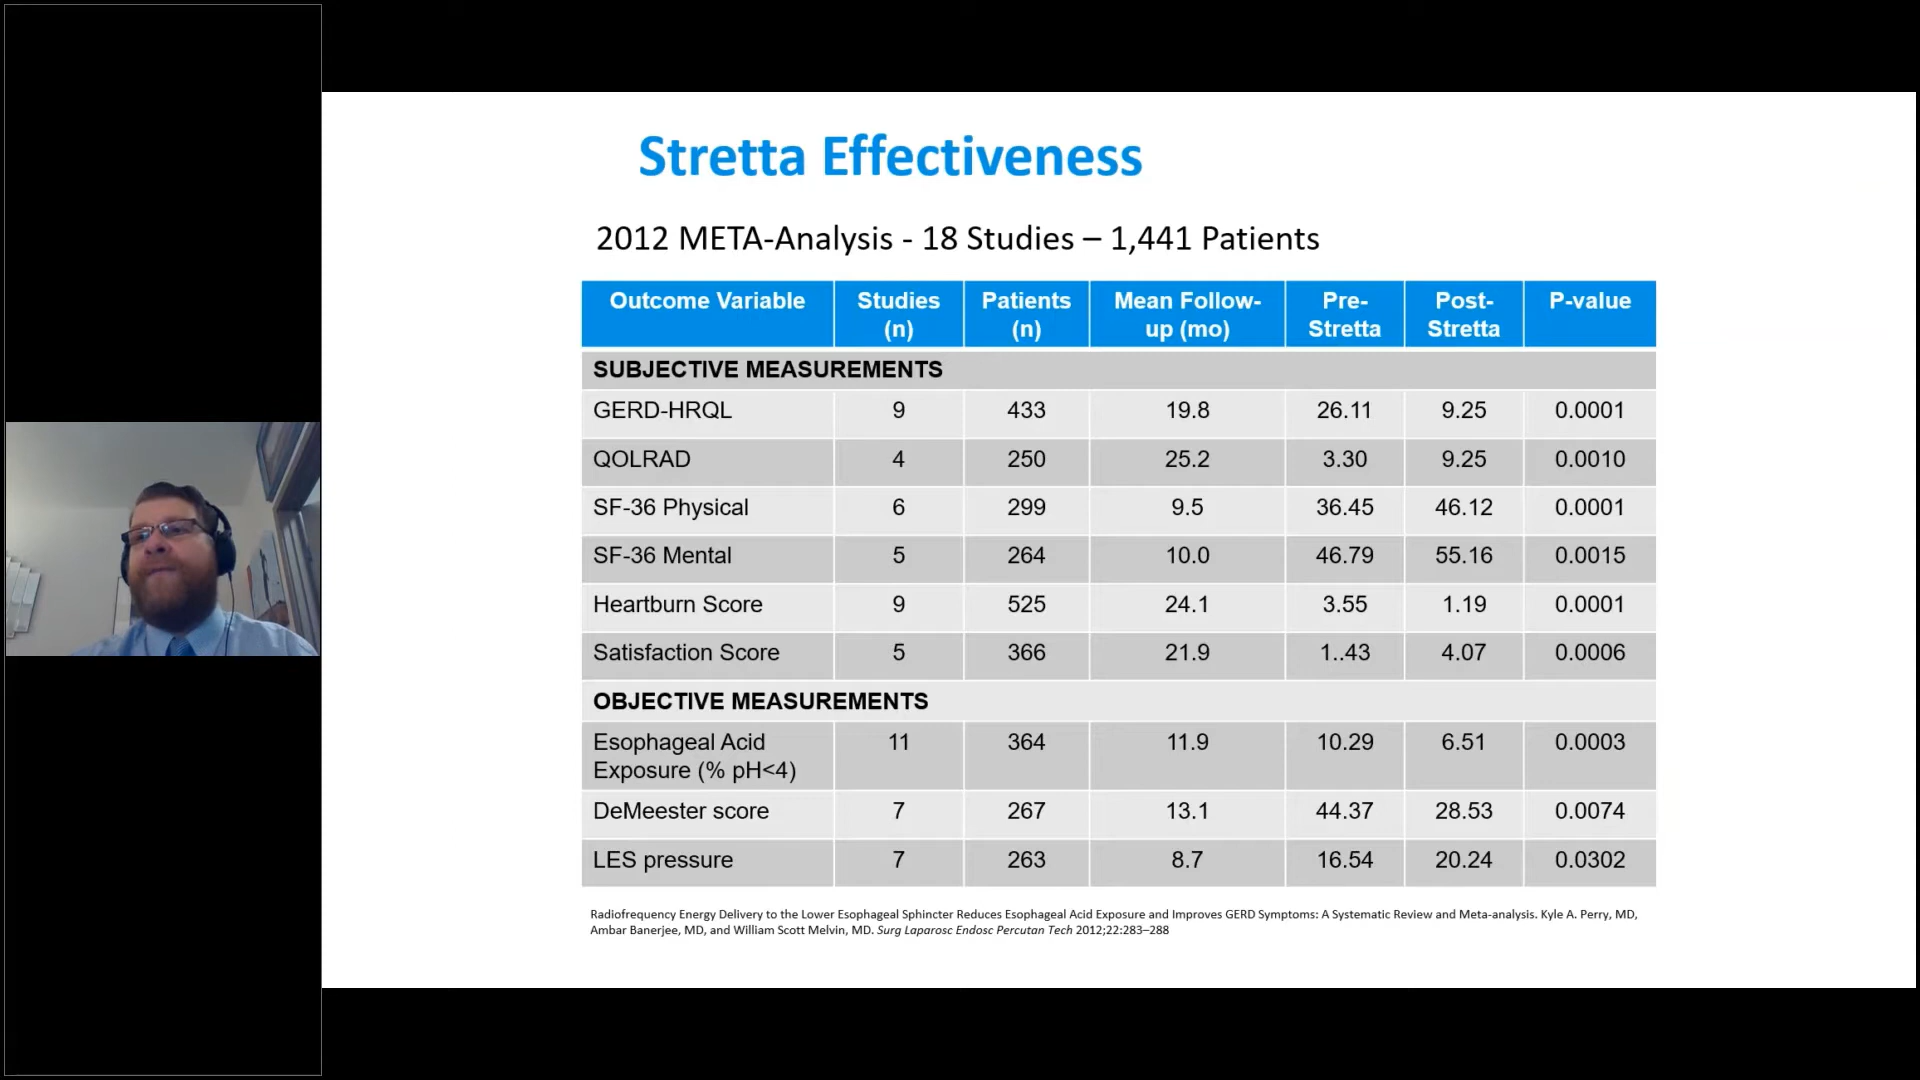 Stretta Effectiveness
2012 META-Analysis - 18 Studies – 1,441 Patients
Outcome Variable Studies (n) Patients (n) Mean Follow-up (mo) Pre-Stretta Post-Stretta P-value
SUBJECTIVE MEASUREMENTS
GERD-HRQL 9 433 19.8 26.11 9.25 0.0001
QOLRAD 4 250 25.2 3.30 9.25 0.0010
SF-36 Physical 6 299 9.5 36.45 46.12 0.0001
SF-36 Mental 5 264 10.0 46.79 55.16 0.0015
Heartburn Score 9 525 24.1 3.55 1.19 0.0001
Satisfaction Score 5 366 21.9 1..43 4.07 0.0006
OBJECTIVE MEASUREMENTS
Esophageal Acid Exposure (% pH<4) 11 364 11.9 10.29 6.51 0.0003
DeMeester score 7 267 13.1 44.37 28.53 0.0074
LES pressure 7 263 8.7 16.54 20.24 0.0302
Radiofrequency Energy Delivery to the Lower Esophageal Sphincter Reduces Esophageal Acid Exposure and Improves GERD Symptoms: A Systematic Review and Meta-analysis. Kyle A. Perry, MD,
Ambar Banerjee, MD, and William Scott Melvin, MD. Surg Laparosc Endosc Percutan Tech 2012;22:283–288